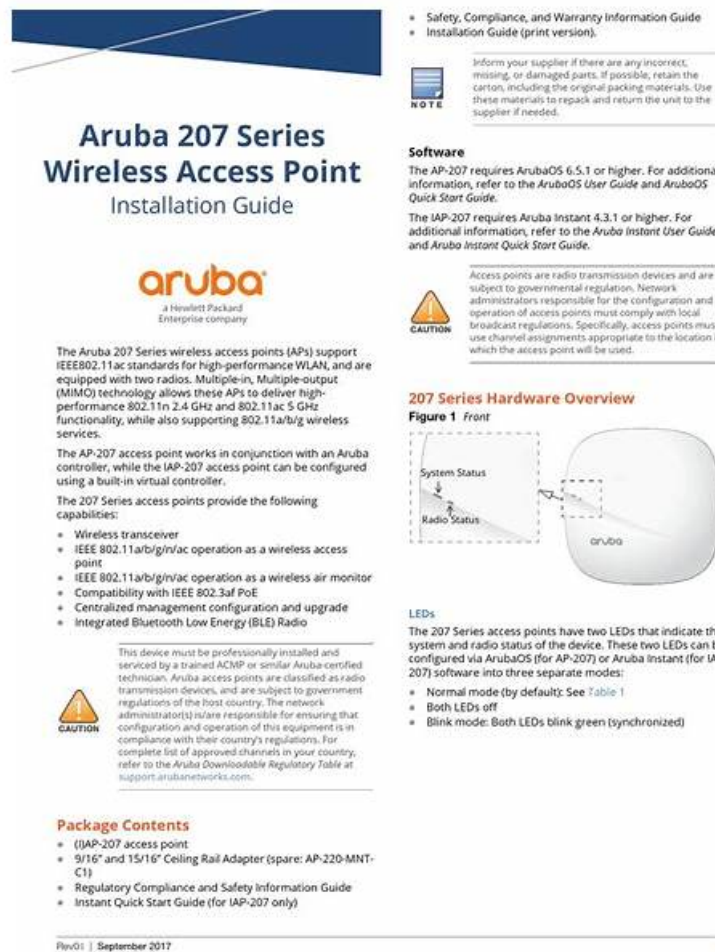 Aruba 207 Series
Wireless Access Point
Installation Guide
aruba
a Hewlett Packard
Enterprise company
The Aruba 207 Series wireless access points (APs) support
IEEE802.11ac standards for high-performance WLAN, and are
equipped with two radios. Multiple-in, Multiple-output
(MIMO) technology allows these APs to deliver high-
performance 802.11n 2.4 GHz and 802.11ac 5 GHz
functionality, while also supporting 802.11a/b/g wireless
services.
The AP-207 access point works in conjunction with an Aruba
controller, while the IAP-207 access point can be configured
using a built-in virtual controller.
The 207 Series access points provide the following
capabilities:
Wireless transceiver
IEEE 802.11a/b/g/n/ac operation as a wireless access
point
IEEE 802.11a/b/g/n/ac operation as a wireless air monitor
Compatibility with IEEE 802.3af PoE
Centralized management configuration and upgrade
Integrated Bluetooth Low Energy (BLE) Radio
CAUTION
This device must be professionally installed and
serviced by a trained ACMP or similar Aruba-certified
technician. Aruba access points are classified as radio
transmission devices, and are subject to government
regulations of the host country. The network
administrator(s) is/are responsible for ensuring that
configuration and operation of this equipment is in
compliance with their country's regulations. For
complete list of approved channels in your country,
refer to the Aruba Downloadable Regulatory Table at
support.arubanetworks.com.
Package Contents
(I)AP-207 access point
9/16" and 15/16" Ceiling Rail Adapter (spare: AP-220-MNT-
C1)
Regulatory Compliance and Safety Information Guide
Instant Quick Start Guide (for IAP-207 only)
Rev01 | September 2017
Safety, Compliance, and Warranty Information Guide
Installation Guide (print version).
NOTE
Inform your supplier if there are any incorrect,
missing, or damaged parts. If possible, retain the
carton, including the original packing materials. Use
these materials to repack and return the unit to the
supplier if needed.
Software
The AP-207 requires ArubaOS 6.5.1 or higher. For
information, refer to the ArubaOS User Guide and ArubaOS
Quick Start Guide.
The IAP-207 requires Aruba Instant 4.3.1 or higher. For
additional information, refer to the Aruba Instant User Guide
and Aruba Instant Quick Start Guide.
CAUTION
Access points are radio transmission devices and are
subject to governmental regulation. Network
administrators responsible for the configuration and
operation of access points must comply with local
broadcast regulations. Specifically, access points
use channel assignments appropriate to the location
which the access point will be used.
207 Series Hardware Overview
Figure 1 Front
System Status
Radio Status
aruba
LEDs
The 207 Series access points have two LEDs that indicate
system and radio status of the device. These two LEDs can
configured via ArubaOS (for AP-207) or Aruba Instant (for
207) software into three separate modes:
Normal mode (by default): See Table 1
Both LEDs off
Blink mode: Both LEDs blink green (synchronized)